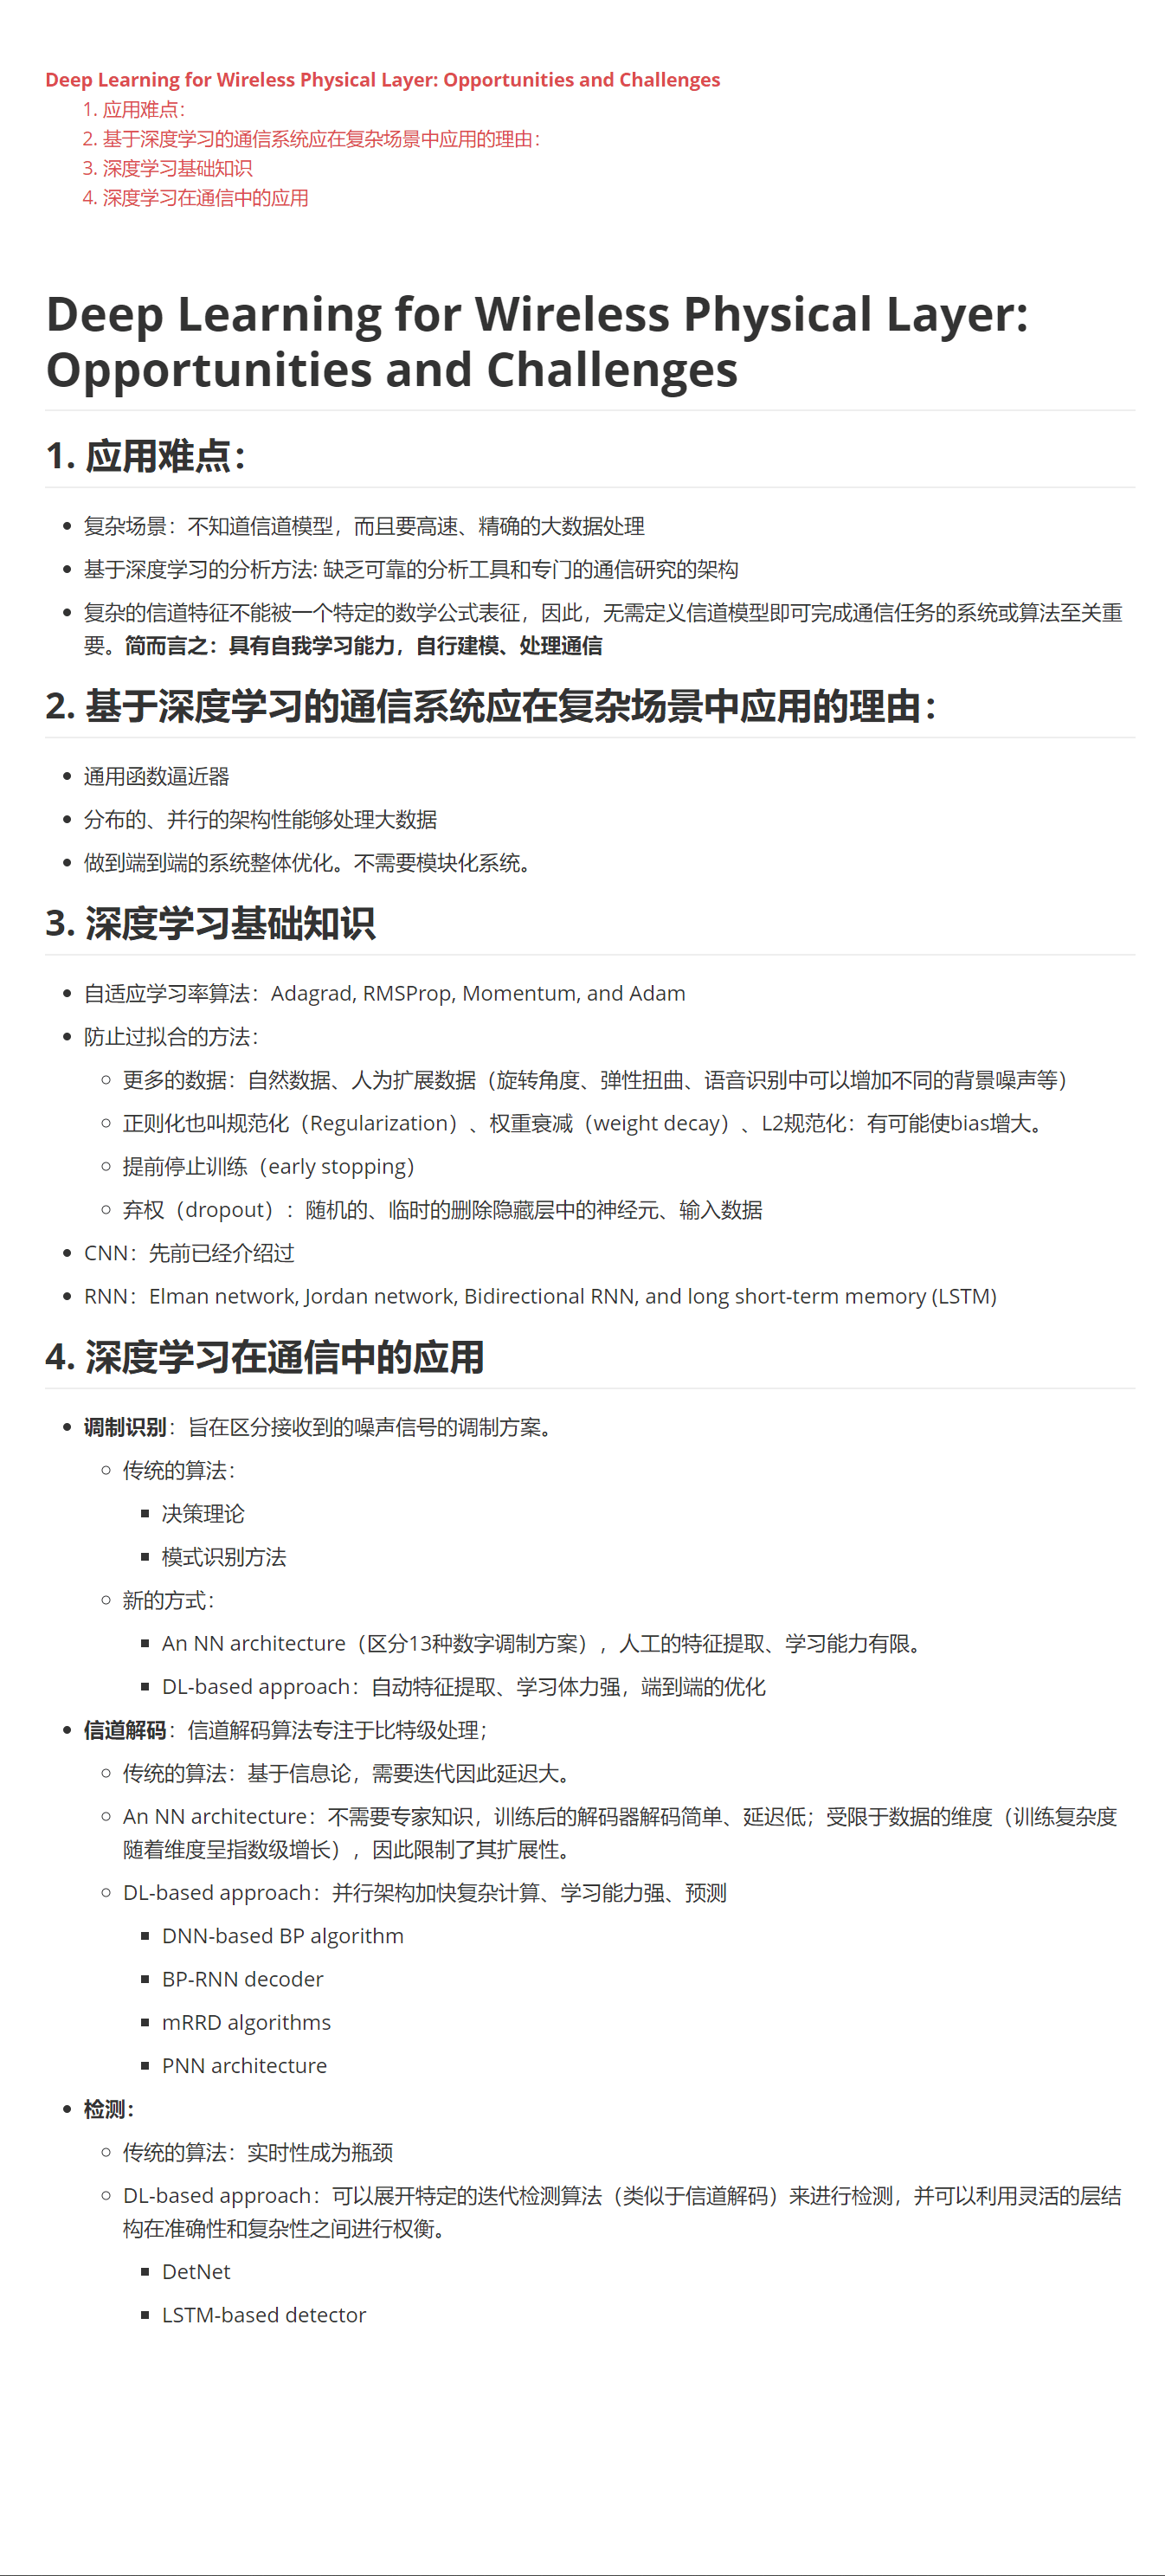 Deep Learning for Wireless Physical Layer: Opportunities and Challenges
1. 应用难点：
2. 基于深度学习的通信系统应在复杂场景中应用的理由：
3. 深度学习基础知识
4. 深度学习在通信中的应用
Deep Learning for Wireless Physical Layer:
Opportunities and Challenges
1. 应用难点：
复杂场景：不知道信道模型，而且要高速、精确的大数据处理
基于深度学习的分析方法: 缺乏可靠的分析工具和专门的通信研究的架构
复杂的信道特征不能被一个特定的数学公式表征，因此，无需定义信道模型即可完成通信任务的系统或算法至关重
要。简而言之：具有自我学习能力，自行建模、处理通信
2. 基于深度学习的通信系统应在复杂场景中应用的理由：
通用函数逼近器
分布的、并行的架构性能够处理大数据
做到端到端的系统整体优化。不需要模块化系统。
3. 深度学习基础知识
自适应学习率算法：Adagrad, RMSProp, Momentum, and Adam
防止过拟合的方法：
更多的数据：自然数据、人为扩展数据（旋转角度、弹性扭曲、语音识别中可以增加不同的背景噪声等）
正则化也叫规范化（Regularization）、权重衰减（weight decay）、L2规范化：有可能使bias增大。
提前停止训练（early stopping）
弃权（dropout）：随机的、临时的删除隐藏层中的神经元、输入数据
CNN：先前已经介绍过
RNN：Elman network, Jordan network, Bidirectional RNN, and long short-term memory (LSTM)
4. 深度学习在通信中的应用
调制识别：旨在区分接收到的噪声信号的调制方案。
传统的算法：
决策理论
模式识别方法
新的方式：
An NN architecture（区分13种数字调制方案），人工的特征提取、学习能力有限。
DL-based approach：自动特征提取、学习体力强，端到端的优化
信道解码：信道解码算法专注于比特级处理；
传统的算法：基于信息论，需要迭代因此延迟大。
An NN architecture：不需要专家知识，训练后的解码器解码简单、延迟低；受限于数据的维度（训练复杂度
随着维度呈指数级增长），因此限制了其扩展性。
DL-based approach：并行架构加快复杂计算、学习能力强、预测
DNN-based BP algorithm
BP-RNN decoder
mRRD algorithms
PNN architecture
检测：
传统的算法：实时性成为瓶颈
DL-based approach：可以展开特定的迭代检测算法（类似于信道解码）来进行检测，并可以利用灵活的层结
构在准确性和复杂性之间进行权衡。
DetNet
LSTM-based detector